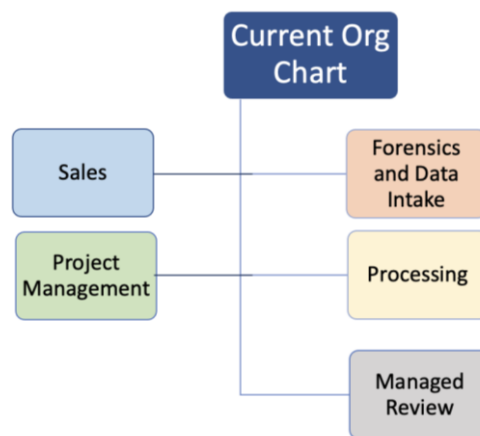 Current Org
Chart
Sales
Forensics
and Data
Intake
Project
Management
Processing
Managed
Review